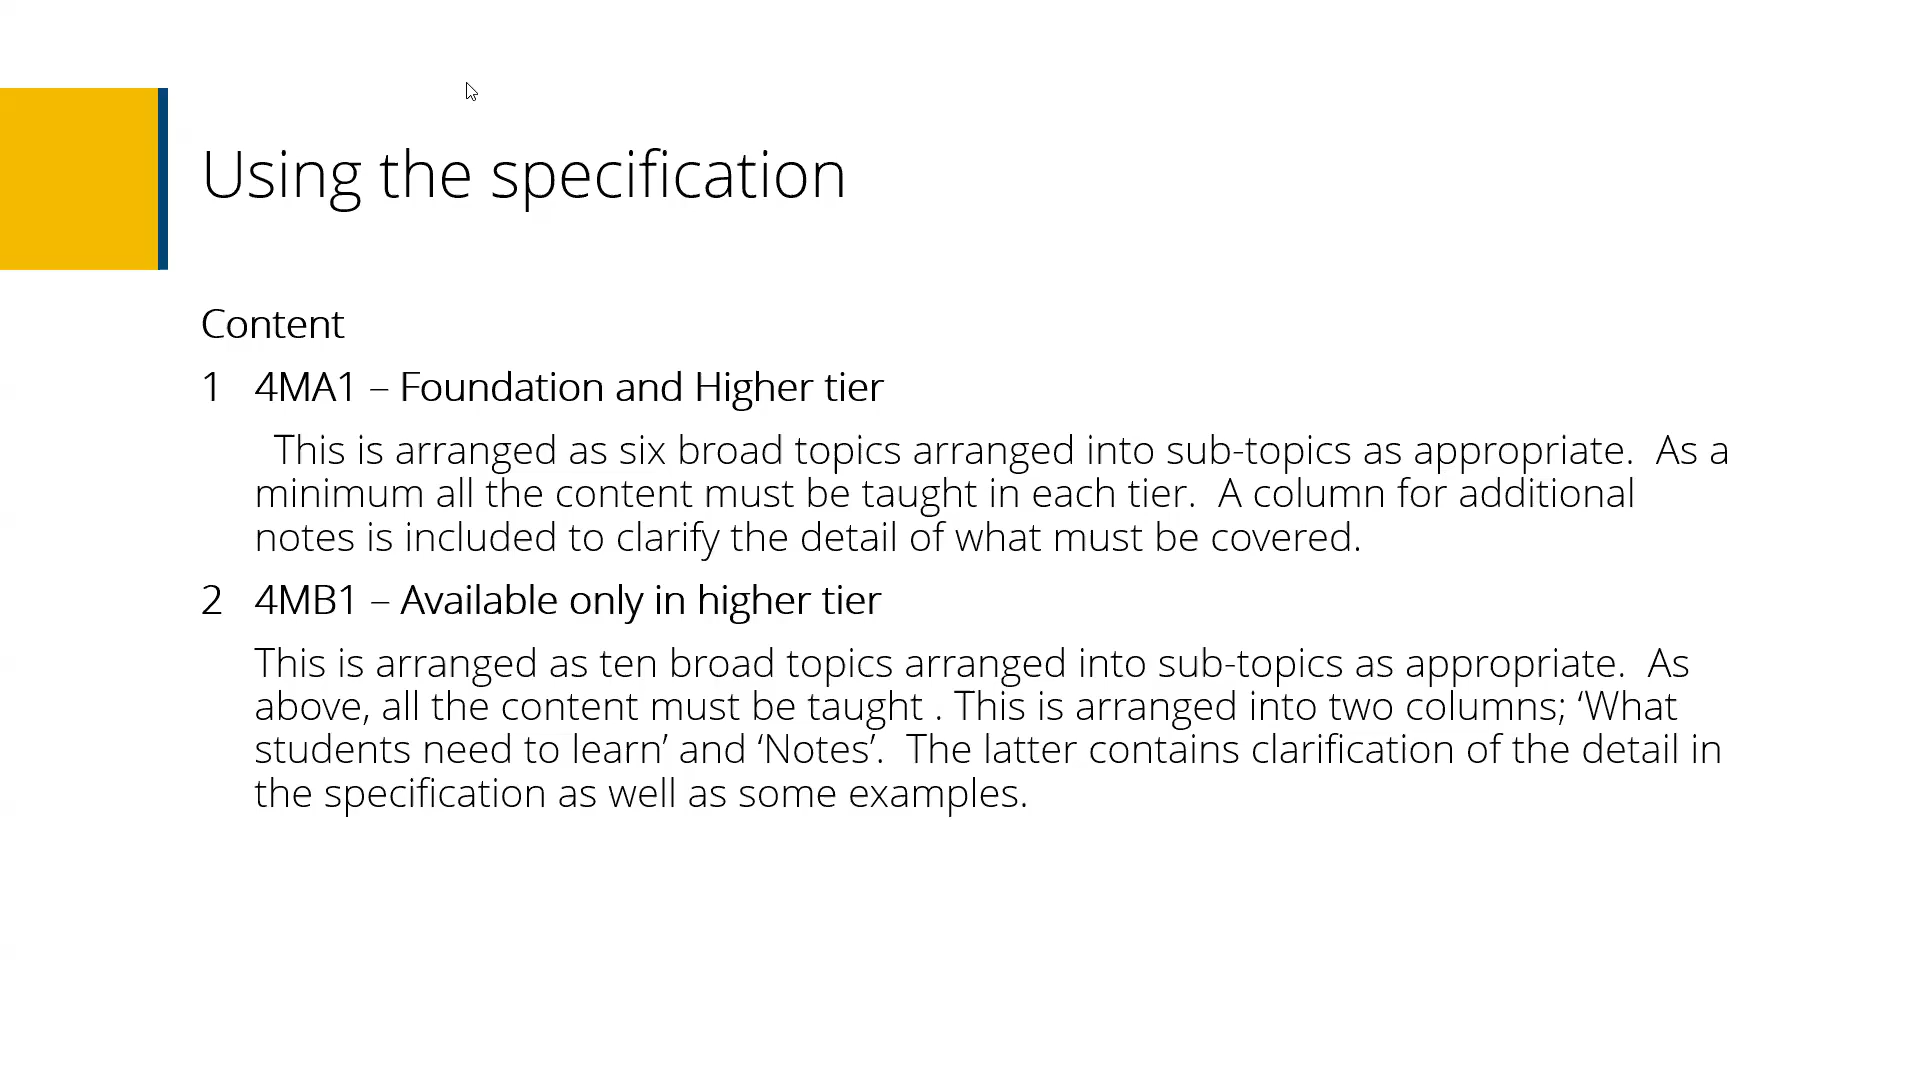 Using the specification
Content
1 4MA1 – Foundation and Higher tier
This is arranged as six broad topics arranged into sub-topics as appropriate. As a
minimum all the content must be taught in each tier. A column for additional
notes is included to clarify the detail of what must be covered.
2 4MB1 – Available only in higher tier
This is arranged as ten broad topics arranged into sub-topics as appropriate. As
above, all the content must be taught . This is arranged into two columns; ‘What
students need to learn’ and ‘Notes’. The latter contains clarification of the detail in
the specification as well as some examples.